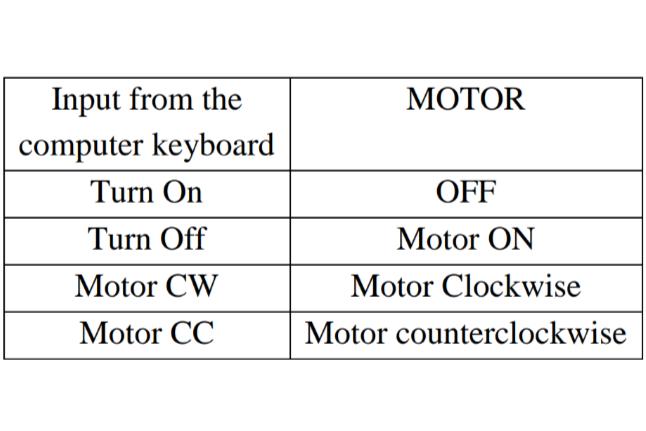 Input from the
computer keyboard
MOTOR
Turn On
OFF
Turn Off
Motor ON
Motor CW
Motor Clockwise
Motor CC
Motor counterclockwise